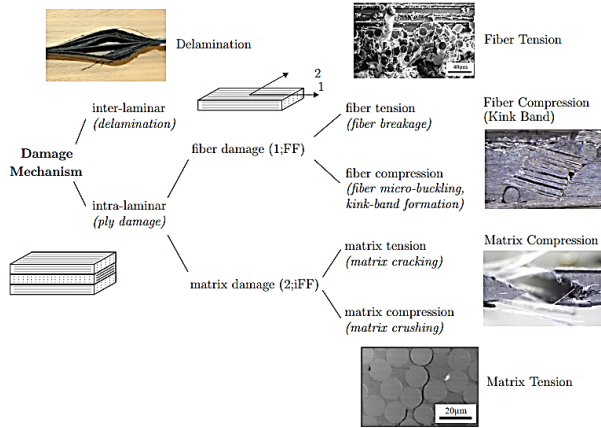 Delamination
Fiber Tension
40μm
2
1
inter-laminar
(delamination)
fiber tension
(fiber breakage)
Fiber Compression
(Kink Band)
Damage
Mechanism
fiber damage (1;FF)
fiber compression
(fiber micro-buckling,
kink-band formation)
intra-laminar
(ply damage)
matrix tension
(matrix cracking)
Matrix Compression
matrix damage (2;iFF)
matrix compression
(matrix crushing)
20μm
Matrix Tension